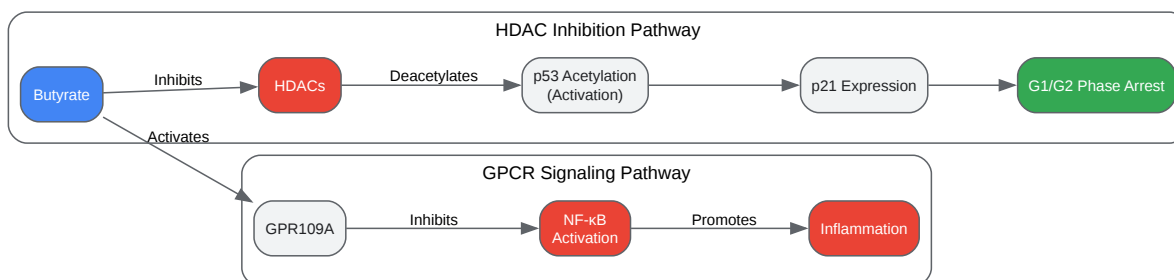 HDAC Inhibition Pathway
Butyrate
Inhibits
HDACs
Deacetylates
p53 Acetylation
(Activation)
p21 Expression
G1/G2 Phase Arrest
Activates
GPCR Signaling Pathway
GPR109A
Inhibits
NF-κB
Activation
Promotes
Inflammation